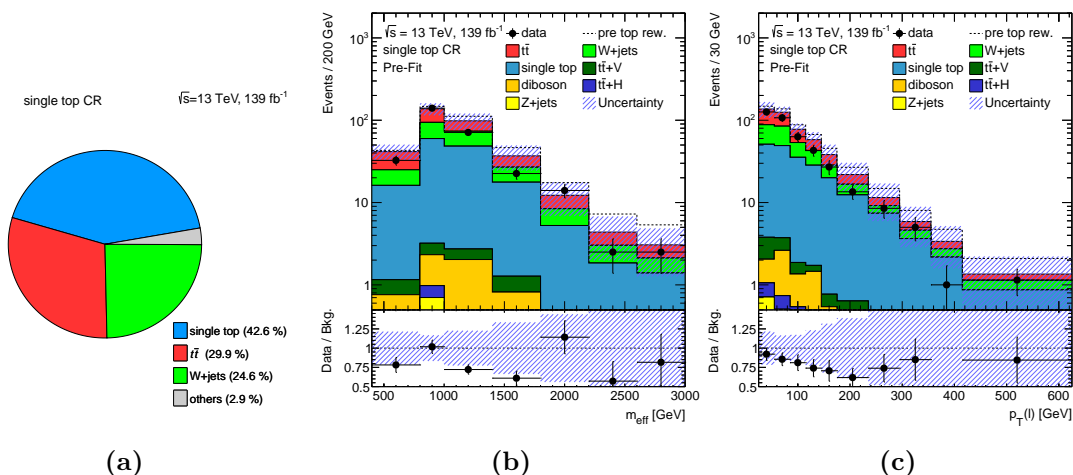 single top CR
√s=13 TeV, 139 fb⁻¹
single top (42.6 %)
tt̄ (29.9 %)
W+jets (24.6 %)
others (2.9 %)
(a)
Events / 200 GeV
10³
10²
10
1
√s = 13 TeV, 139 fb⁻¹
single top CR
Pre-Fit
data
tt̄
single top
diboson
Z+jets
pre top rew.
W+jets
tt̄+V
tt̄+H
Uncertainty
Data / Bkg.
1.25
1
0.75
0.5
500 1000 1500 2000 2500 3000
m_eff [GeV]
(b)
Events / 30 GeV
10³
10²
10
1
√s = 13 TeV, 139 fb⁻¹
single top CR
Pre-Fit
data
tt̄
single top
diboson
Z+jets
pre top rew.
W+jets
tt̄+V
tt̄+H
Uncertainty
Data / Bkg.
1.25
1
0.75
0.5
100 200 300 400 500 600
p_T(l) [GeV]
(c)